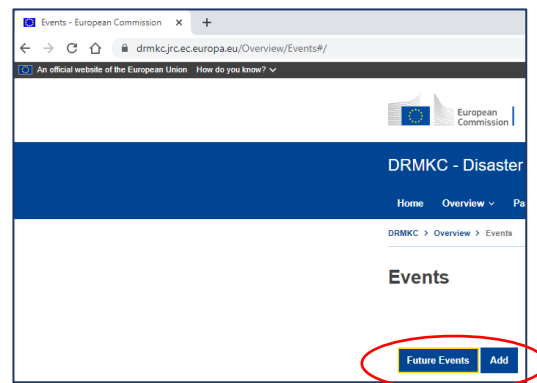 Events - European Commission
drmkc.jrc.ec.europa.eu/Overview/Events#/
An official website of the European Union How do you know?
European
Commission
DRMKC - Disaster
Home Overview Pa
DRMKC > Overview > Events
Events
Future Events Add